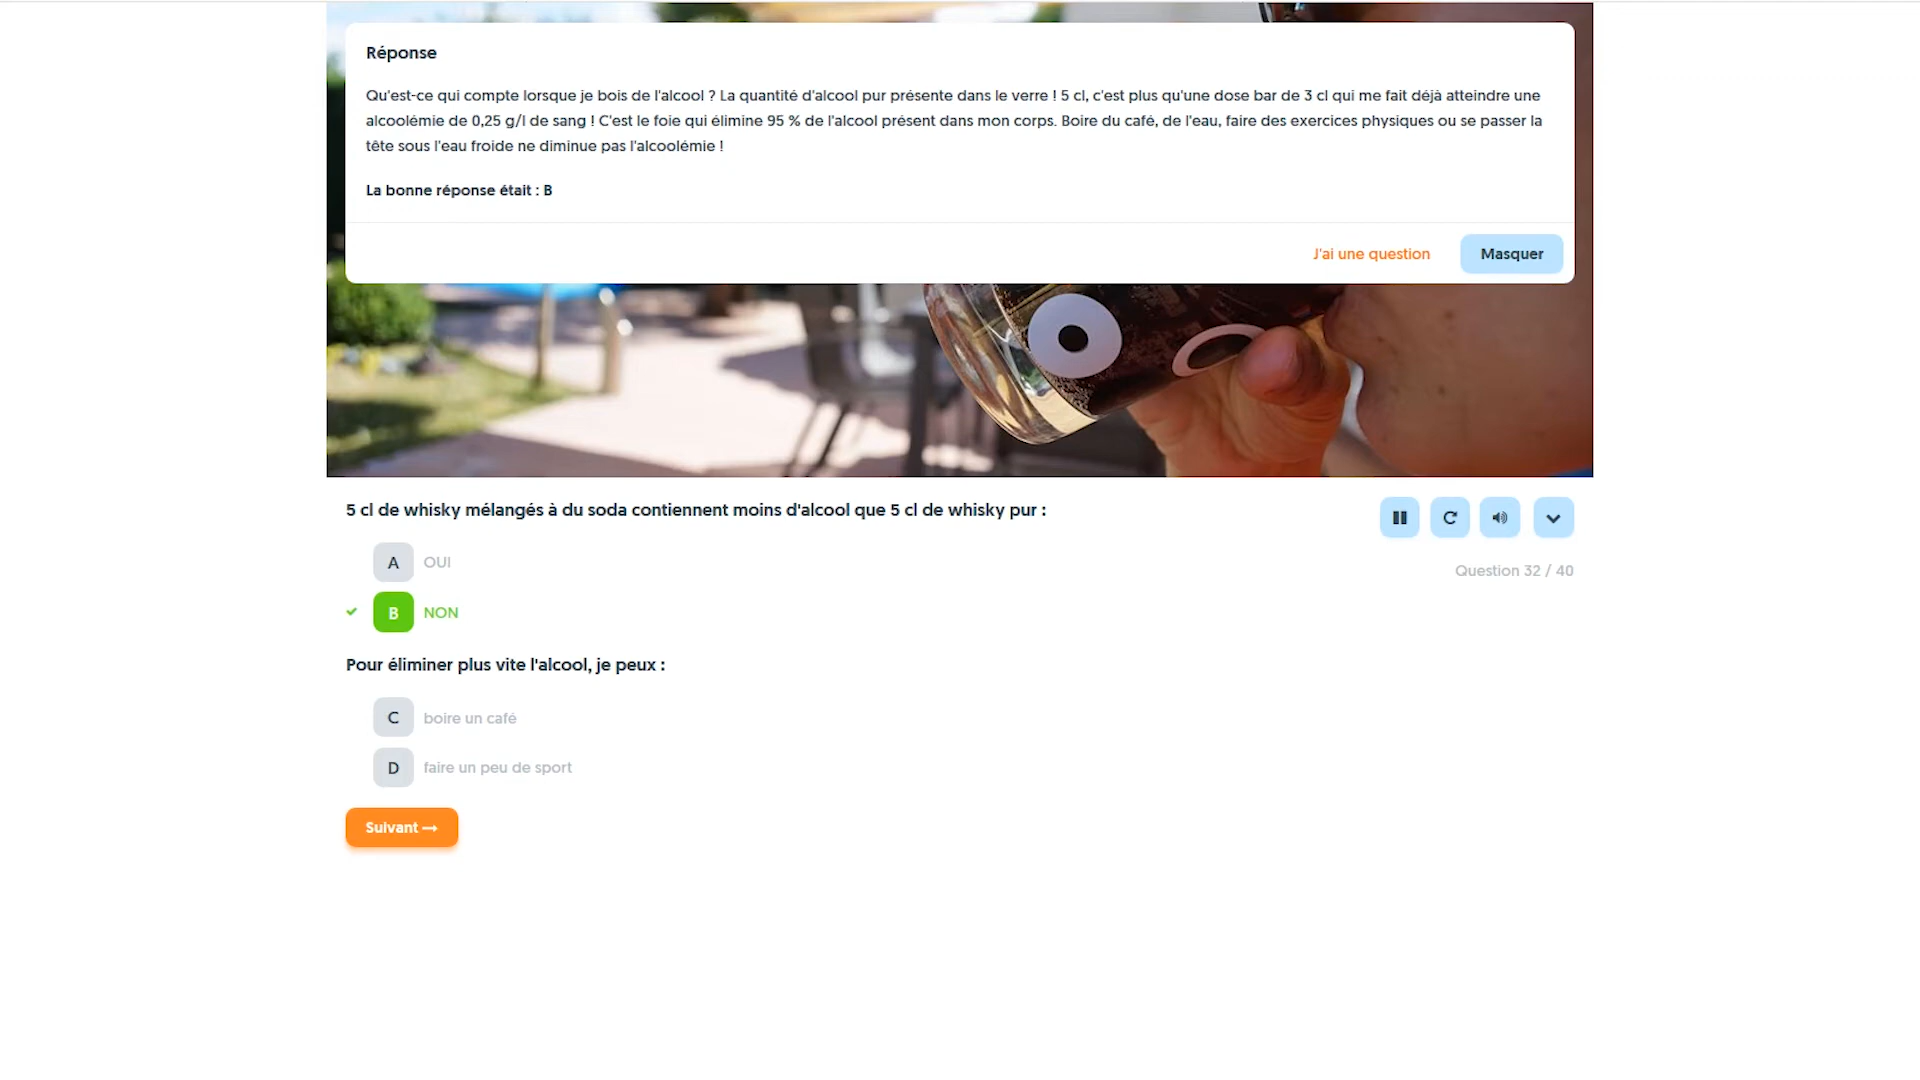 Réponse
Qu'est-ce qui compte lorsque je bois de l'alcool ? La quantité d'alcool pur présente dans le verre ! 5 cl, c'est plus qu'une dose bar de 3 cl qui me fait déjà atteindre une
alcoolémie de 0,25 g/l de sang ! C'est le foie qui élimine 95 % de l'alcool présent dans mon corps. Boire du café, de l'eau, faire des exercices physiques ou se passer la
tête sous l'eau froide ne diminue pas l'alcoolémie !
La bonne réponse était : B
J'ai une question
Masquer
5 cl de whisky mélangés à du soda contiennent moins d'alcool que 5 cl de whisky pur :
A OUI
B NON
Question 32 / 40
Pour éliminer plus vite l'alcool, je peux :
C boire un café
D faire un peu de sport
Suivant →